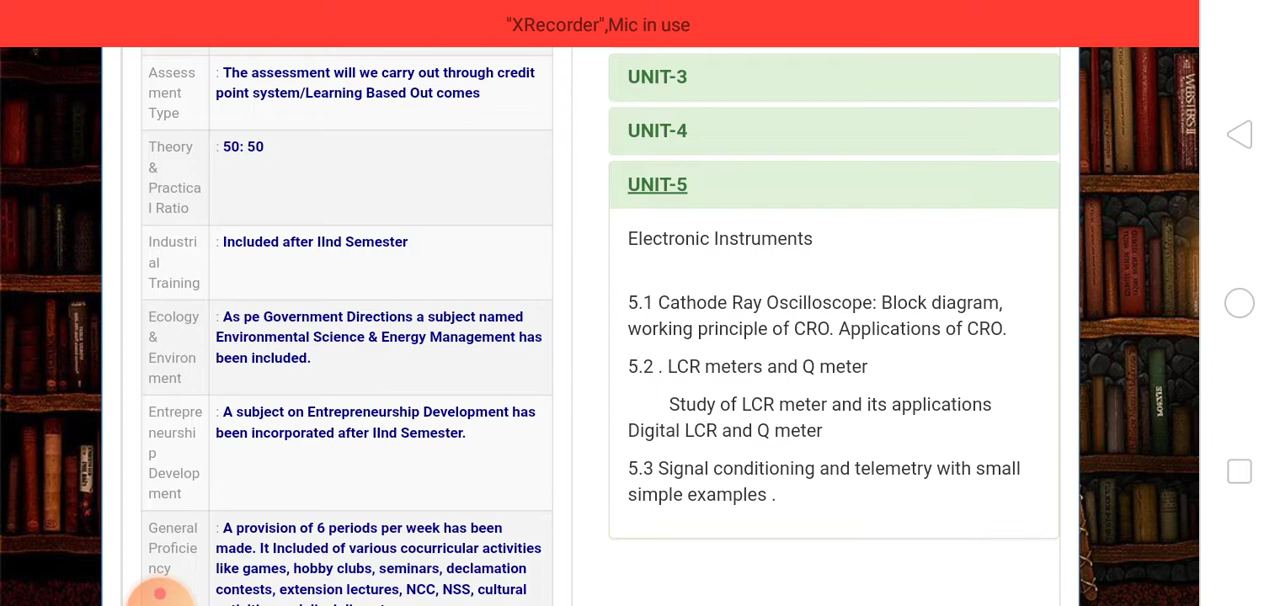 "XRecorder",Mic in use
Assess
ment
Type
: The assessment will we carry out through credit
point system/Learning Based Out comes
Theory
&
Practica
l Ratio
: 50: 50
Industri
al
Training
: Included after IInd Semester
Ecology
&
Environ
ment
: As pe Government Directions a subject named
Environmental Science & Energy Management has
been included.
Entrepre
neurshi
p
Develop
ment
: A subject on Entrepreneurship Development has
been incorporated after IInd Semester.
General
Proficie
ncy
: A provision of 6 periods per week has been
made. It Included of various cocurricular activities
like games, hobby clubs, seminars, declamation
contests, extension lectures, NCC, NSS, cultural
UNIT-3
UNIT-4
UNIT-5
Electronic Instruments
5.1 Cathode Ray Oscilloscope: Block diagram,
working principle of CRO. Applications of CRO.
5.2 . LCR meters and Q meter
Study of LCR meter and its applications
Digital LCR and Q meter
5.3 Signal conditioning and telemetry with small
simple examples .